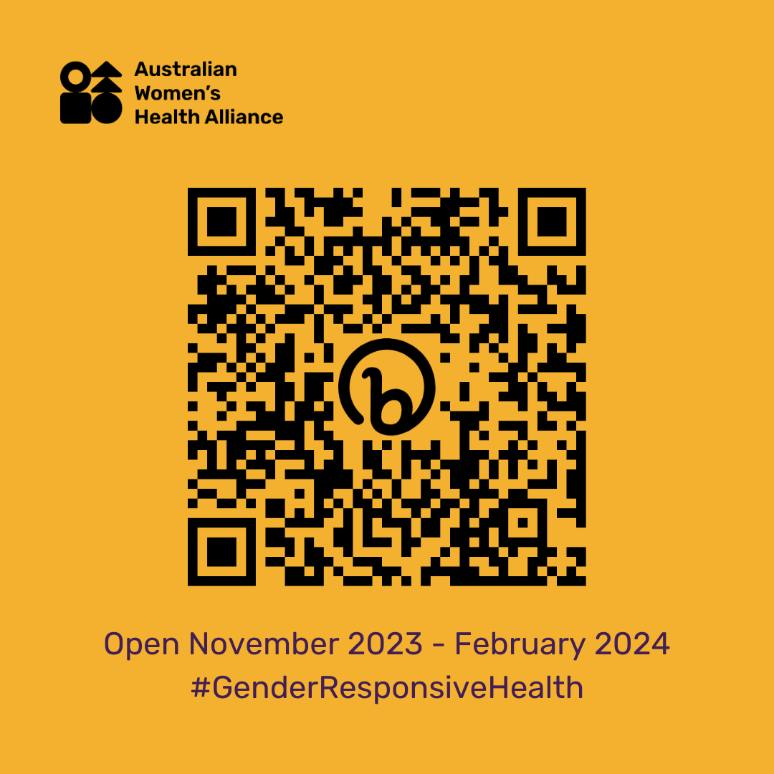 Australian
Women's
Health Alliance
b
Open November 2023 - February 2024
#GenderResponsiveHealth